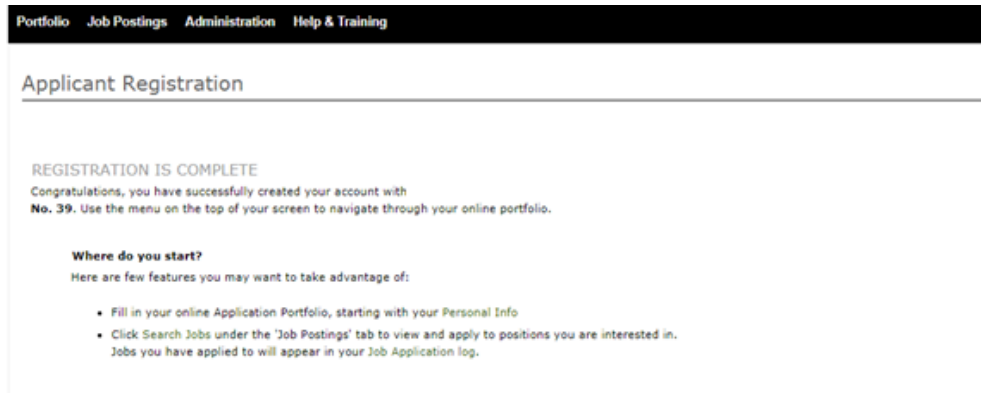 Portfolio Job Postings Administration Help & Training
Applicant Registration
REGISTRATION IS COMPLETE
Congratulations, you have successfully created your account with
No. 39. Use the menu on the top of your screen to navigate through your online portfolio.
Where do you start?
Here are few features you may want to take advantage of:
• Fill in your online Application Portfolio, starting with your Personal Info
• Click Search Jobs under the 'Job Postings' tab to view and apply to positions you are interested in.
Jobs you have applied to will appear in your Job Application log.